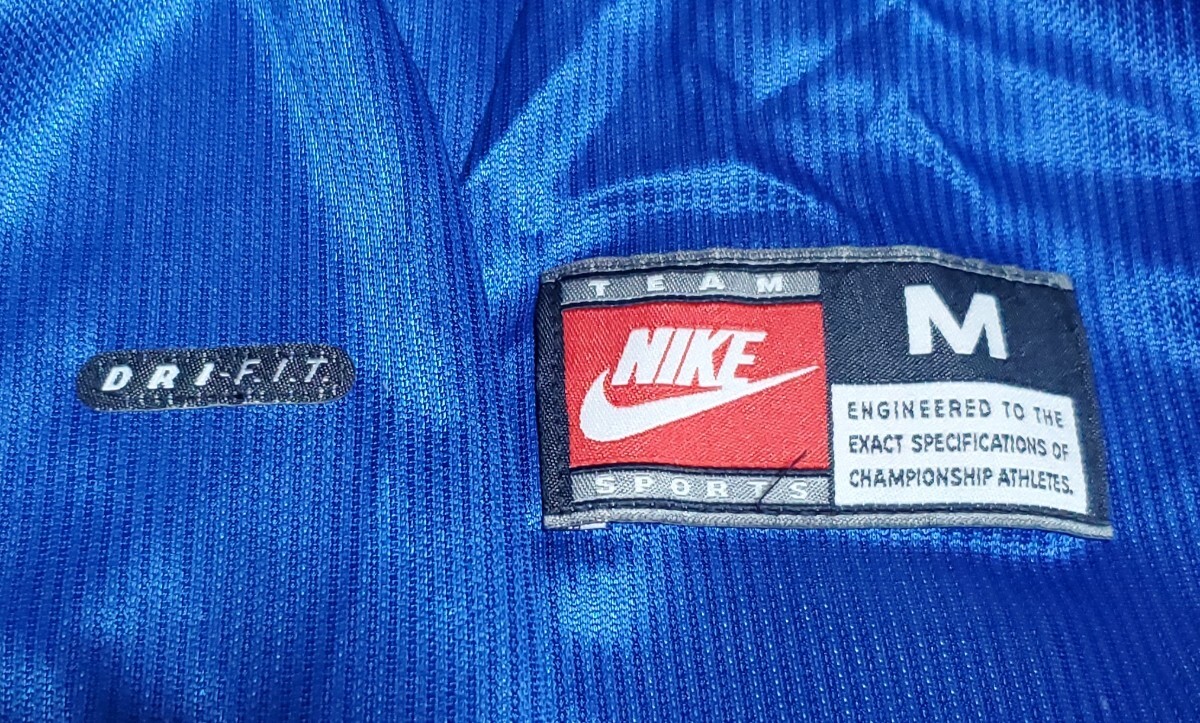 DRI-F.I.T.
TEAM
NIKE
SPORTS
M
ENGINEERED TO THE
EXACT SPECIFICATIONS OF
CHAMPIONSHIP ATHLETES.